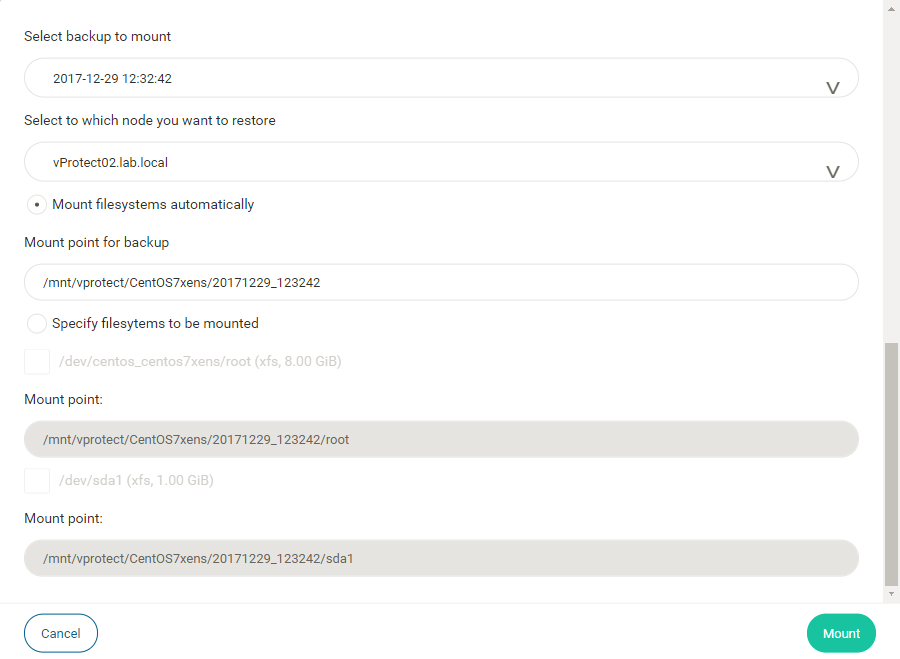 Select backup to mount
2017-12-29 12:32:42
Select to which node you want to restore
vProtect02.lab.local
Mount filesystems automatically
Mount point for backup
/mnt/vprotect/CentOS7xens/20171229_123242
Specify filesytems to be mounted
/dev/centos_centos7xens/root (xfs, 8.00 GiB)
Mount point:
/mnt/vprotect/CentOS7xens/20171229_123242/root
/dev/sda1 (xfs, 1.00 GiB)
Mount point:
/mnt/vprotect/CentOS7xens/20171229_123242/sda1
Cancel Mount